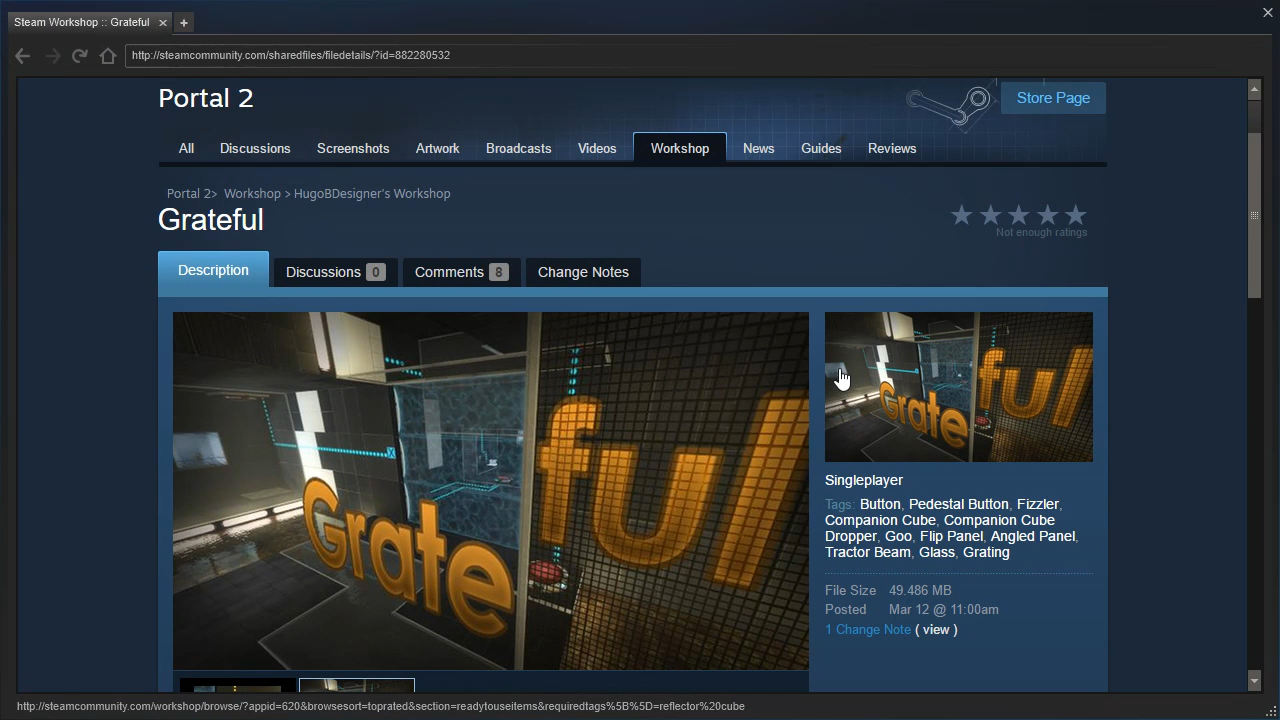 Steam Workshop :: Grateful
http://steamcommunity.com/sharedfiles/filedetails/?id=882280532
Portal 2
Store Page
All Discussions Screenshots Artwork Broadcasts Videos Workshop News Guides Reviews
Portal 2> Workshop > HugoBDesigner's Workshop
Grateful
Not enough ratings
Description Discussions 0 Comments 8 Change Notes
Grateful
Grateful
Singleplayer
Tags: Button, Pedestal Button, Fizzler,
Companion Cube, Companion Cube
Dropper, Goo, Flip Panel, Angled Panel,
Tractor Beam, Glass, Grating
File Size 49.486 MB
Posted Mar 12 @ 11:00am
1 Change Note ( view )
http://steamcommunity.com/workshop/browse/?appid=620&browsesort=toprated&section=readytouseitems&requiredtags%5B%5D=reflector%20cube